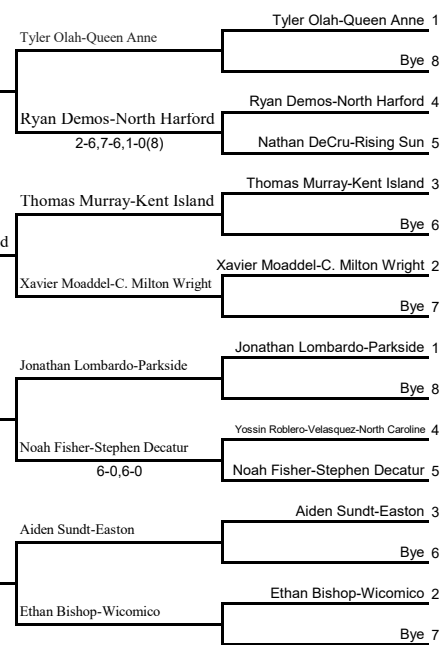 Tyler Olah-Queen Anne 1
Tyler Olah-Queen Anne
Bye 8
Ryan Demos-North Harford 4
Ryan Demos-North Harford
2-6,7-6,1-0(8)
Nathan DeCru-Rising Sun 5
Thomas Murray-Kent Island 3
Thomas Murray-Kent Island
Bye 6
d
Xavier Moaddel-C. Milton Wright 2
Xavier Moaddel-C. Milton Wright
Bye 7
Jonathan Lombardo-Parkside 1
Jonathan Lombardo-Parkside
Bye 8
Yossin Roblero-Velasquez-North Caroline 4
Noah Fisher-Stephen Decatur
6-0,6-0
Noah Fisher-Stephen Decatur 5
Aiden Sundt-Easton 3
Aiden Sundt-Easton
Bye 6
Ethan Bishop-Wicomico 2
Ethan Bishop-Wicomico
Bye 7